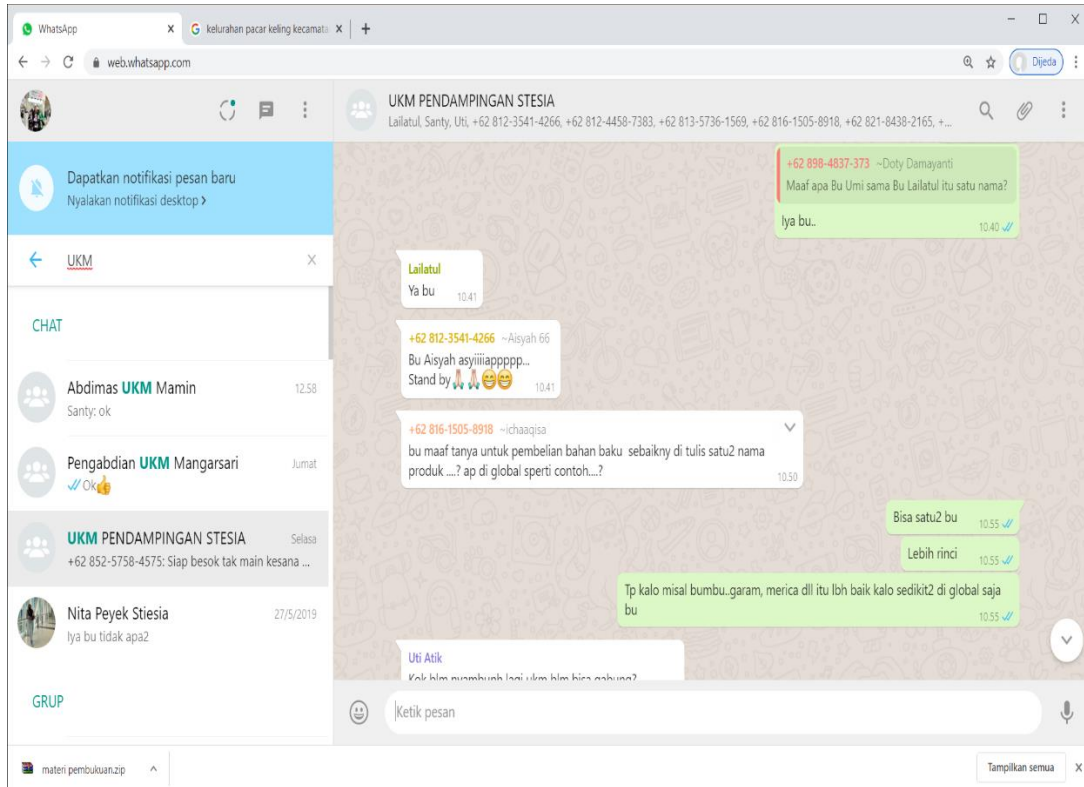 WhatsApp
kelurahan pacar keling kecamata
web.whatsapp.com
Dijeda
Dapatkan notifikasi pesan baru
Nyalakan notifikasi desktop >
UKM
CHAT
Abdimas UKM Mamin
12.58
Santy: ok
Pengabdian UKM Mangarsari
Jumat
Ok👍
UKM PENDAMPINGAN STESIA
Selasa
+62 852-5758-4575: Siap besok tak main kesana ...
Nita Peyek Stiesia
27/5/2019
Iya bu tidak apa2
GRUP
UKM PENDAMPINGAN STESIA
Lailatul, Santy, Uti, +62 812-3541-4266, +62 812-4458-7383, +62 813-5736-1569, +62 816-1505-8918, +62 821-8438-2165, +...
+62 898-4837-373 ~Doty Damayanti
Maaf apa Bu Umi sama Bu Lailatul itu satu nama?
Iya bu..
10.40
Lailatul
Ya bu
10.41
+62 812-3541-4266 ~Aisyah 66
Bu Aisyah asyiiiiappppp...
Stand by🙏🙏😁😁
10.41
+62 816-1505-8918 ~ichaaqisa
bu maaf tanya untuk pembelian bahan baku sebaikny di tulis satu2 nama
produk ....? ap di global sperti contoh....?
10.50
Bisa satu2 bu
10.55
Lebih rinci
10.55
Tp kalo misal bumbu..garam, merica dll itu lbh baik kalo sedikit2 di global saja
bu
10.55
Uti Atik
Kok blm nyambunh lagi ukm blm bisa gabung?
Ketik pesan
materi pembukuan.zip
Tampilkan semua